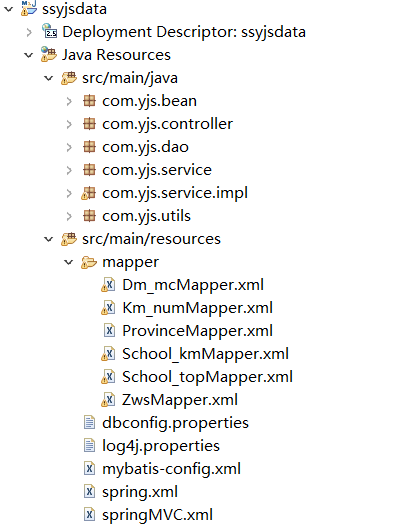 ssyjsdata
Deployment Descriptor: ssyjsdata
Java Resources
src/main/java
com.yjs.bean
com.yjs.controller
com.yjs.dao
com.yjs.service
com.yjs.service.impl
com.yjs.utils
src/main/resources
mapper
Dm_mcMapper.xml
Km_numMapper.xml
ProvinceMapper.xml
School_kmMapper.xml
School_topMapper.xml
ZwsMapper.xml
dbconfig.properties
log4j.properties
mybatis-config.xml
spring.xml
springMVC.xml